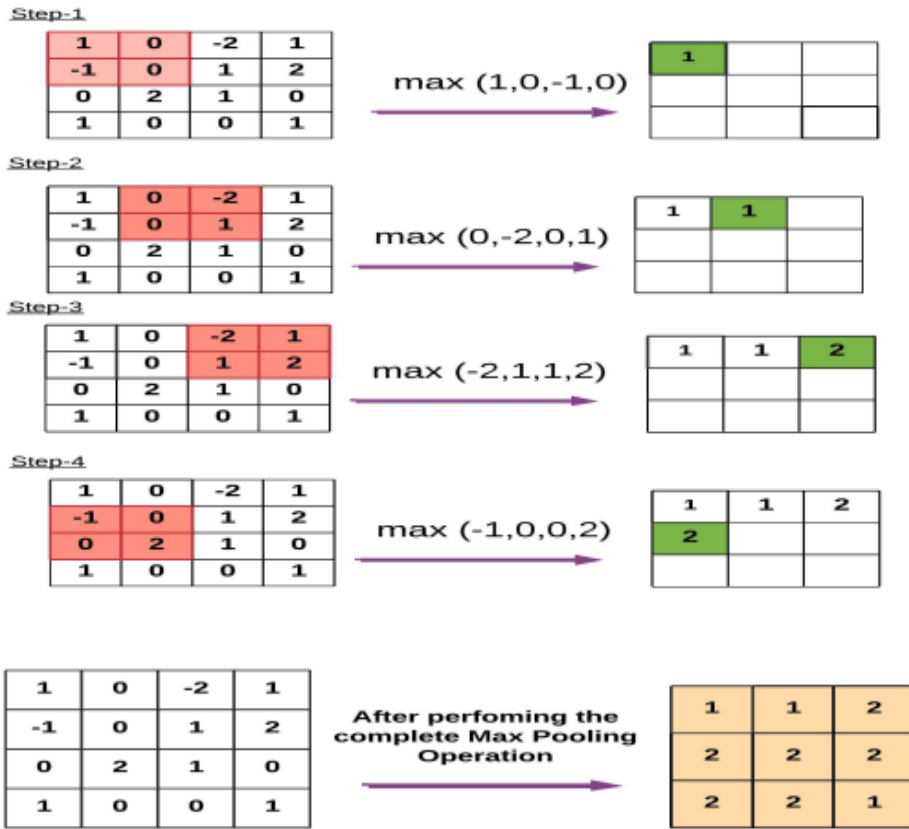 Step-1
1 0 -2 1
-1 0 1 2
0 2 1 0
1 0 0 1
max (1,0,-1,0)
1
Step-2
1 0 -2 1
-1 0 1 2
0 2 1 0
1 0 0 1
max (0,-2,0,1)
1 1
Step-3
1 0 -2 1
-1 0 1 2
0 2 1 0
1 0 0 1
max (-2,1,1,2)
1 1 2
Step-4
1 0 -2 1
-1 0 1 2
0 2 1 0
1 0 0 1
max (-1,0,0,2)
1 1 2
2
1 0 -2 1
-1 0 1 2
0 2 1 0
1 0 0 1
After perfoming the
complete Max Pooling
Operation
1 1 2
2 2 2
2 2 1